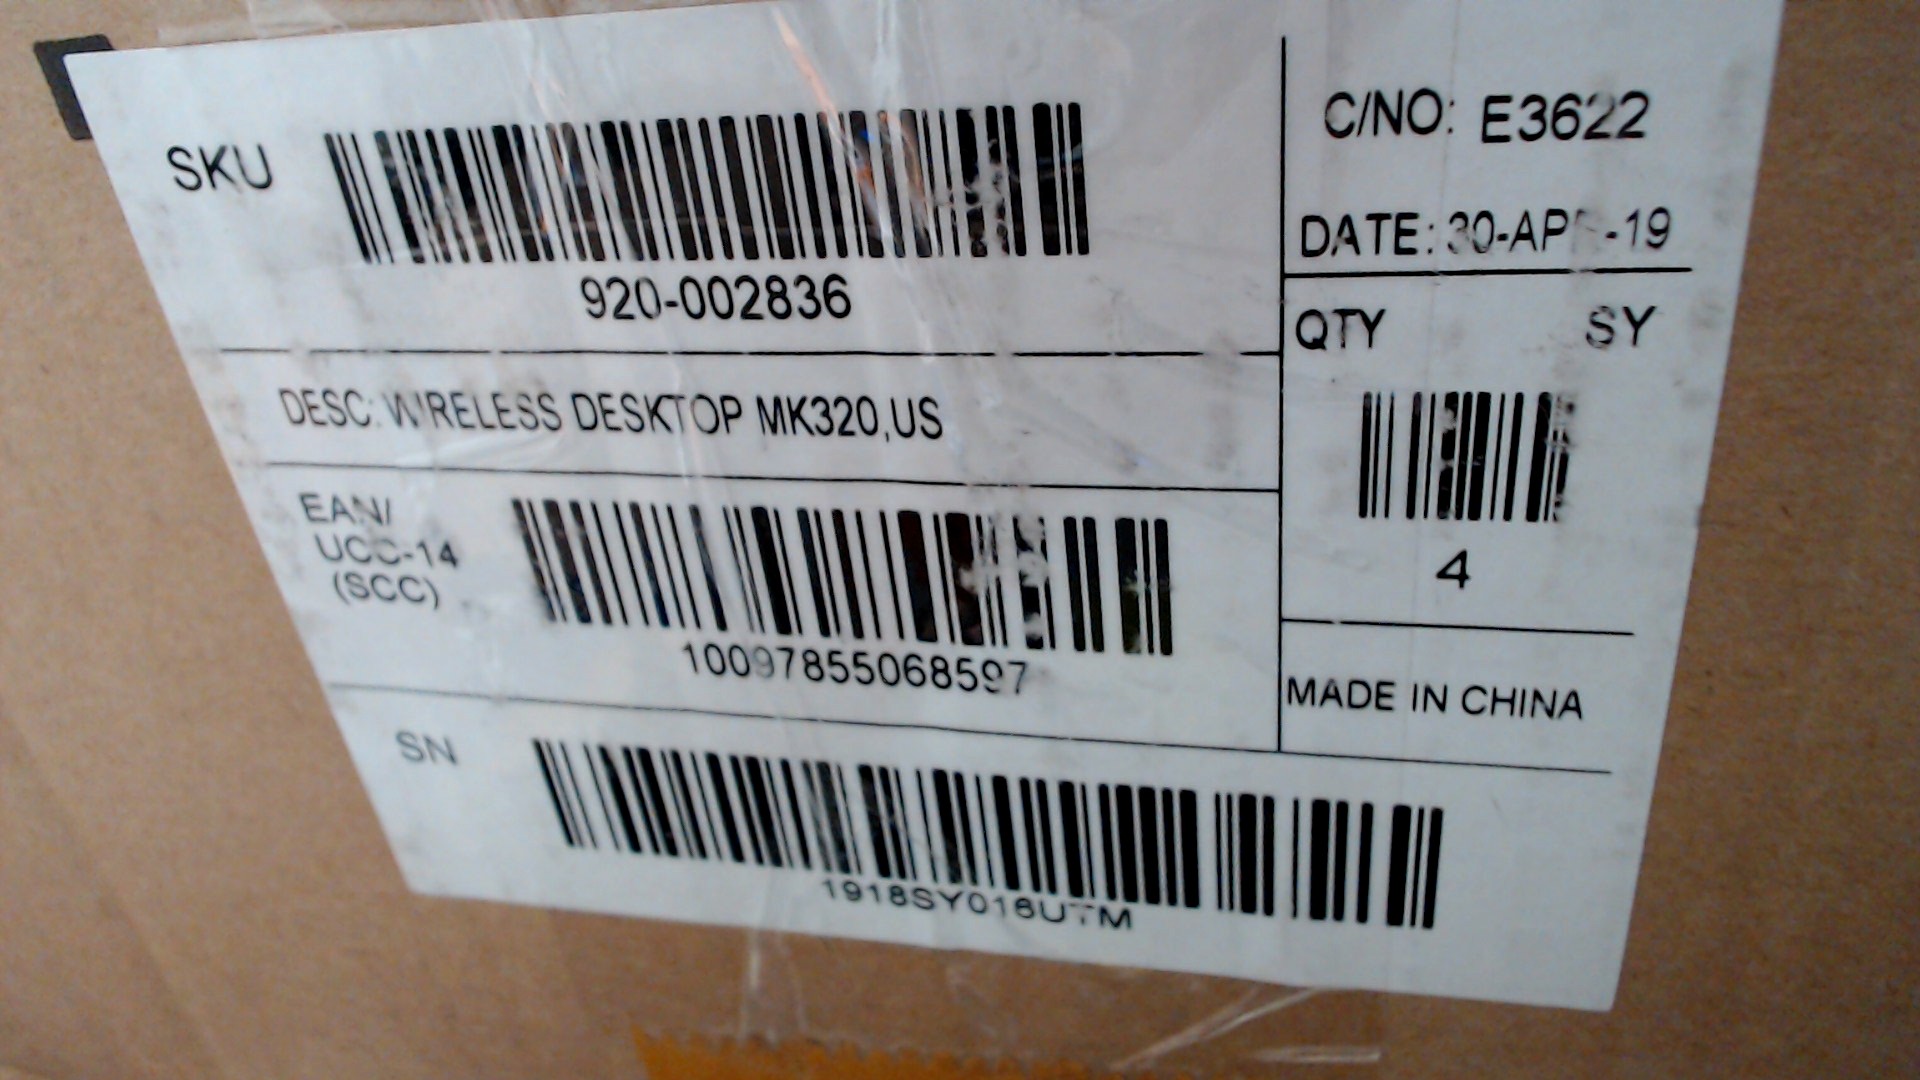 SKU
920-002836
C/NO: E3622
DATE: 30-APR-19
DESC: WIRELESS DESKTOP MK320,US
QTY SY
4
EAN/
UCC-14
(SCC)
10097855068597
MADE IN CHINA
SN
1918SY016UTM